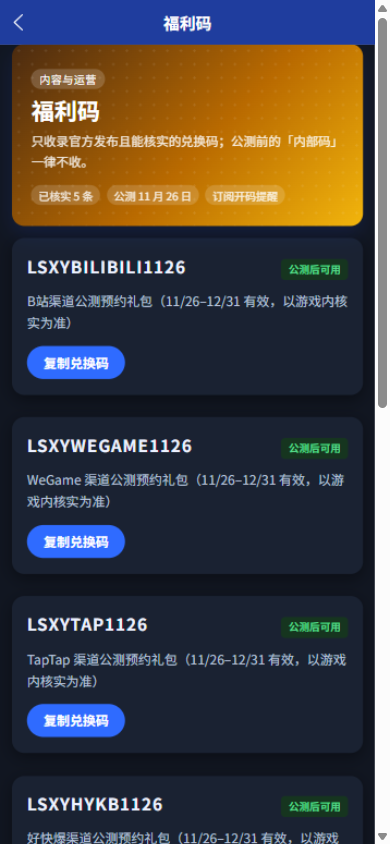 福利码
内容与运营
福利码
只收录官方发布且能核实的兑换码；公测前的「内部码」
一律不收。
已核实 5 条
公测 11 月 26 日
订阅开码提醒
LSXYBILIBILI1126
公测后可用
B站渠道公测预约礼包（11/26–12/31 有效，以游戏内核
实为准）
复制兑换码
LSXYWEGAME1126
公测后可用
WeGame 渠道公测预约礼包（11/26–12/31 有效，以游
戏内核实为准）
复制兑换码
LSXYTAP1126
公测后可用
TapTap 渠道公测预约礼包（11/26–12/31 有效，以游戏
内核实为准）
复制兑换码
LSXYHYKB1126
公测后可用
好快爆渠道公测预约礼包（11/26–12/31 有效，以游戏